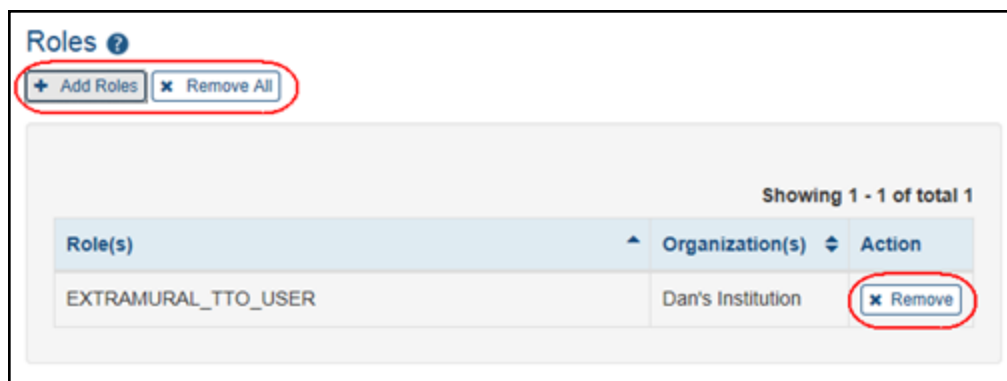 Roles ?
+ Add Roles × Remove All
Showing 1 - 1 of total 1
Role(s) Organization(s) Action
EXTRAMURAL_TTO_USER Dan's Institution × Remove